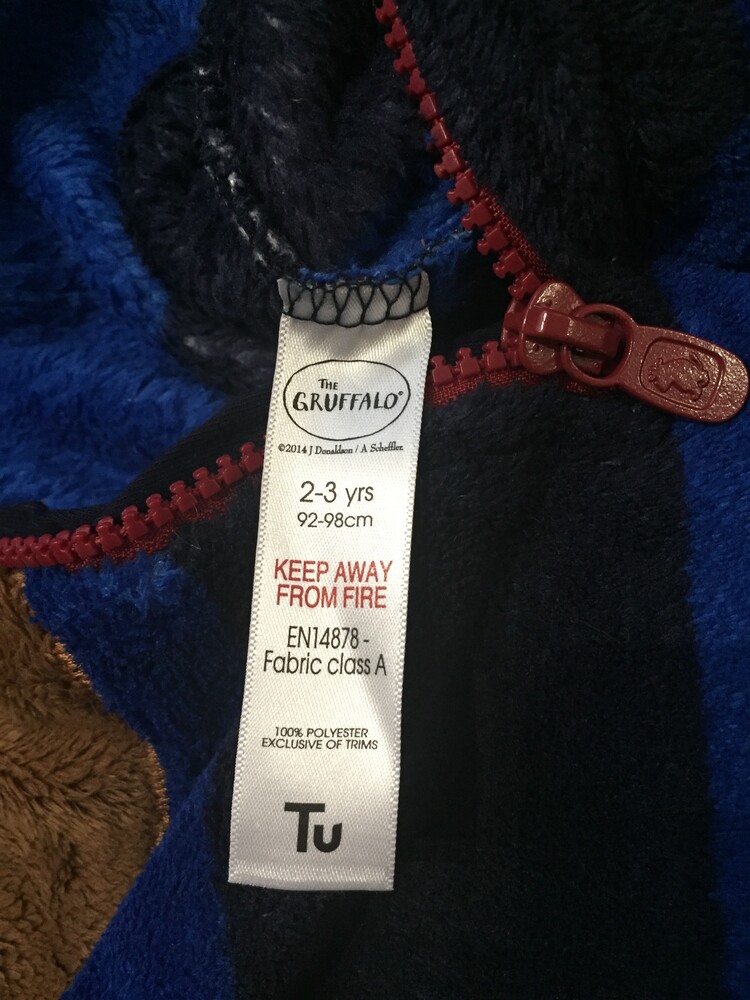 THE
GRUFFALO®
©2014 J Donaldson / A Scheffler
2-3 yrs
92-98cm
KEEP AWAY
FROM FIRE
EN14878 -
Fabric class A
100% POLYESTER
EXCLUSIVE OF TRIMS
Tu